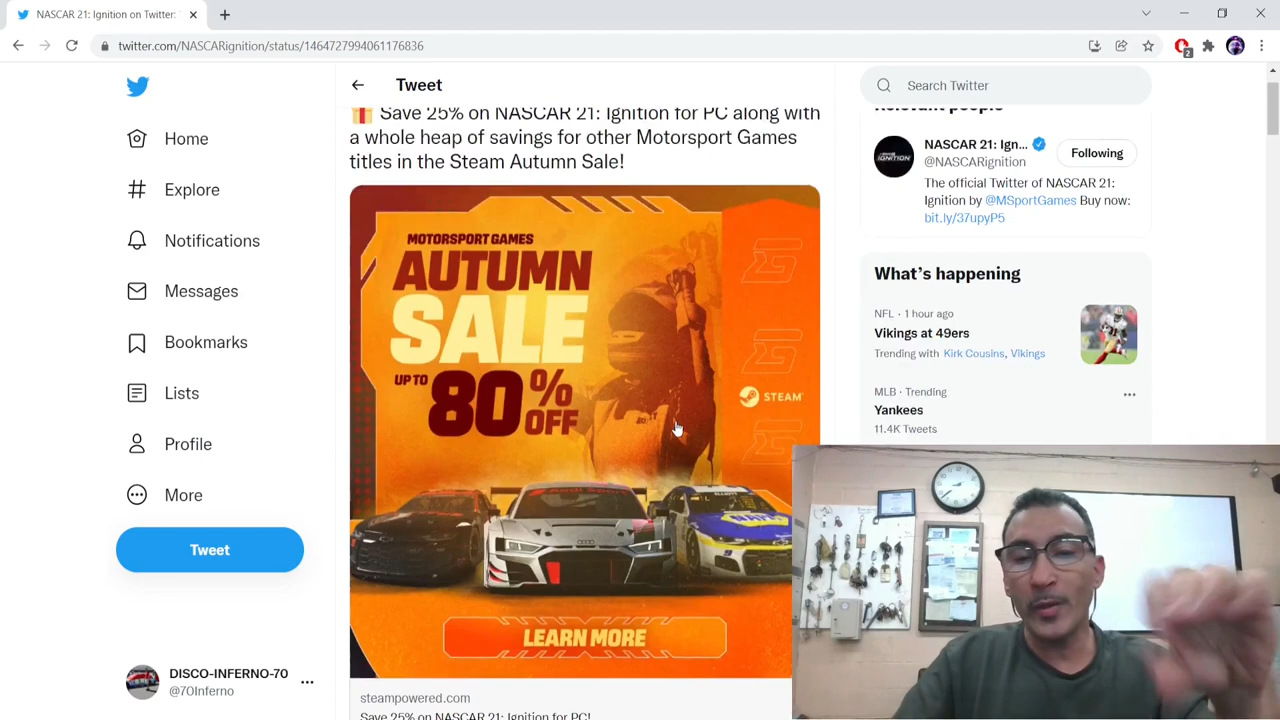 NASCAR 21: Ignition on Twitter:
twitter.com/NASCARignition/status/1464727994061176836
2
Home
Explore
Notifications
Messages
Bookmarks
Lists
Profile
More
Tweet
DISCO-INFERNO-70
@70Inferno
Tweet
🎁 Save 25% on NASCAR 21: Ignition for PC along with
a whole heap of savings for other Motorsport Games
titles in the Steam Autumn Sale!
MOTORSPORT GAMES
AUTUMN
SALE
UP TO
80% OFF
STEAM
NAPA
LEARN MORE
steampowered.com
Save 25% on NASCAR 21: Ignition for PC!
Search Twitter
Relevant people
NASCAR 21: Ign...
@NASCARignition
Following
The official Twitter of NASCAR 21:
Ignition by @MSportGames Buy now:
bit.ly/37upyP5
IGNITION
What's happening
NFL · 1 hour ago
Vikings at 49ers
Trending with Kirk Cousins, Vikings
MLB · Trending
Yankees
11.4K Tweets